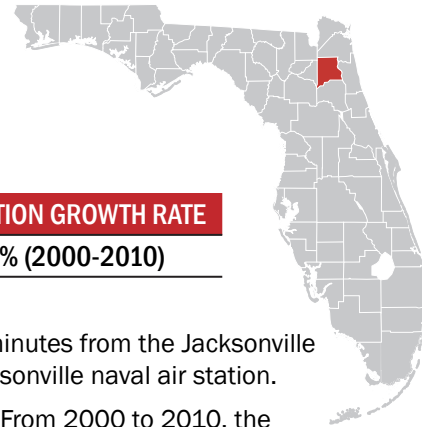 TION GROWTH RATE
% (2000-2010)
minutes from the Jacksonville
sonville naval air station.
From 2000 to 2010, the